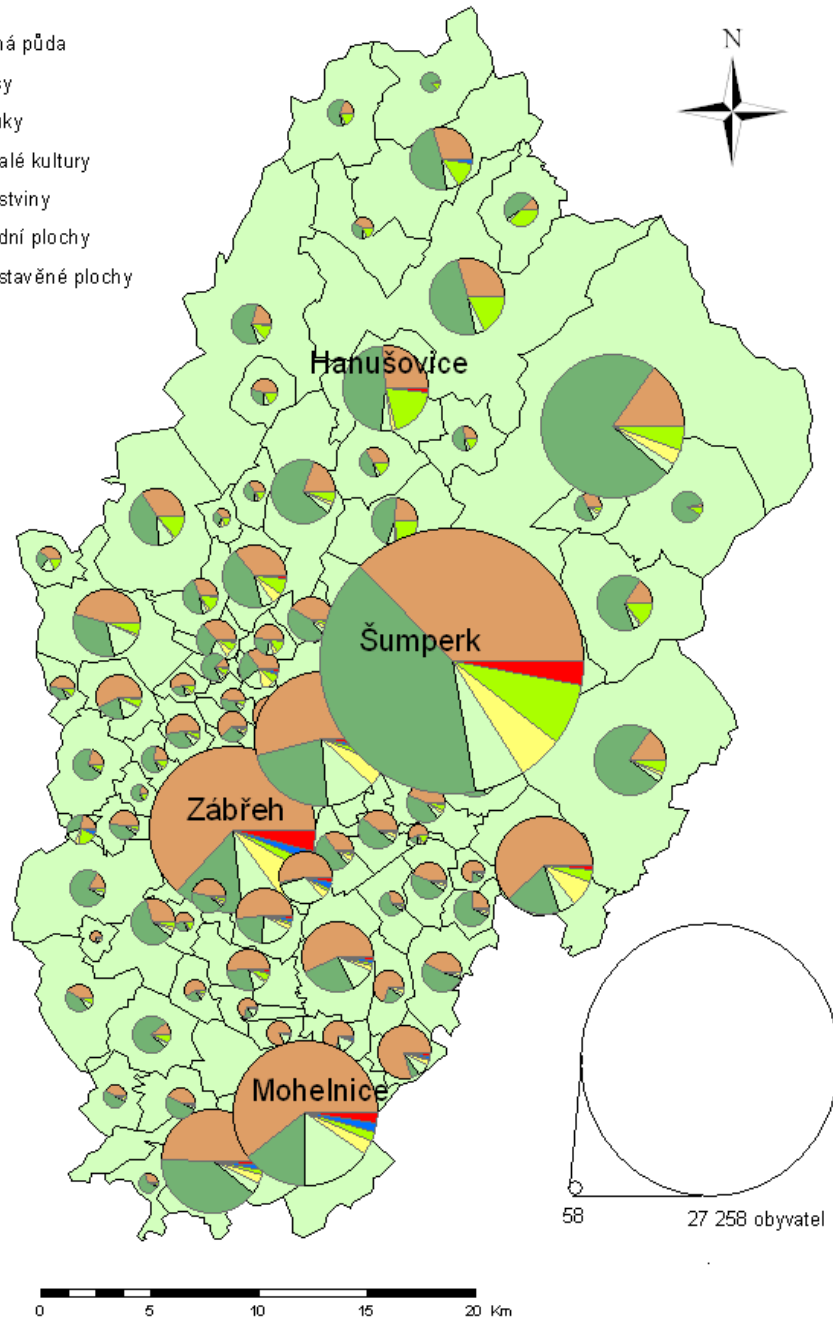 ná půda
N
sy
uky
alé kultury
stviny
dní plochy
stavěné plochy
Hanušovice
Šumperk
Zábřeh
Mohelnice
58
27 258 obyvatel
0
5
10
15
20 Km